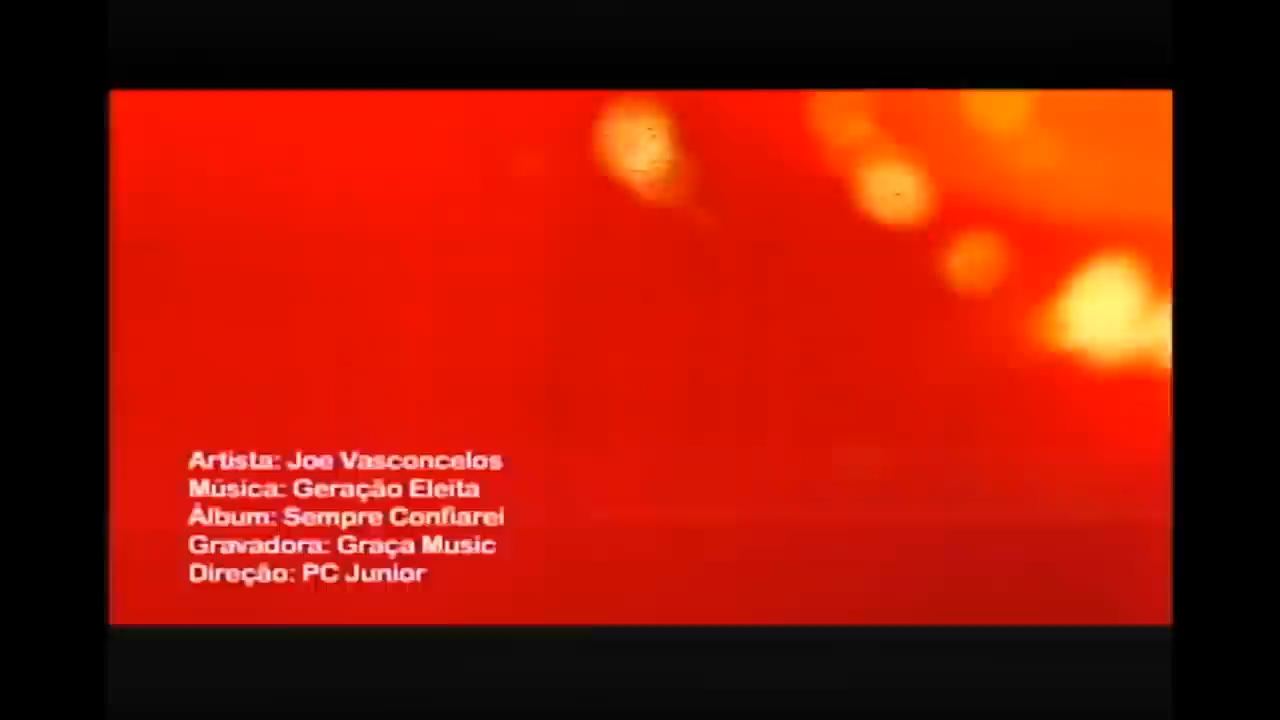 Artista: Joe Vasconcelos
Música: Geração Eleita
Álbum: Sempre Confiarei
Gravadora: Graça Music
Direção: PC Junior